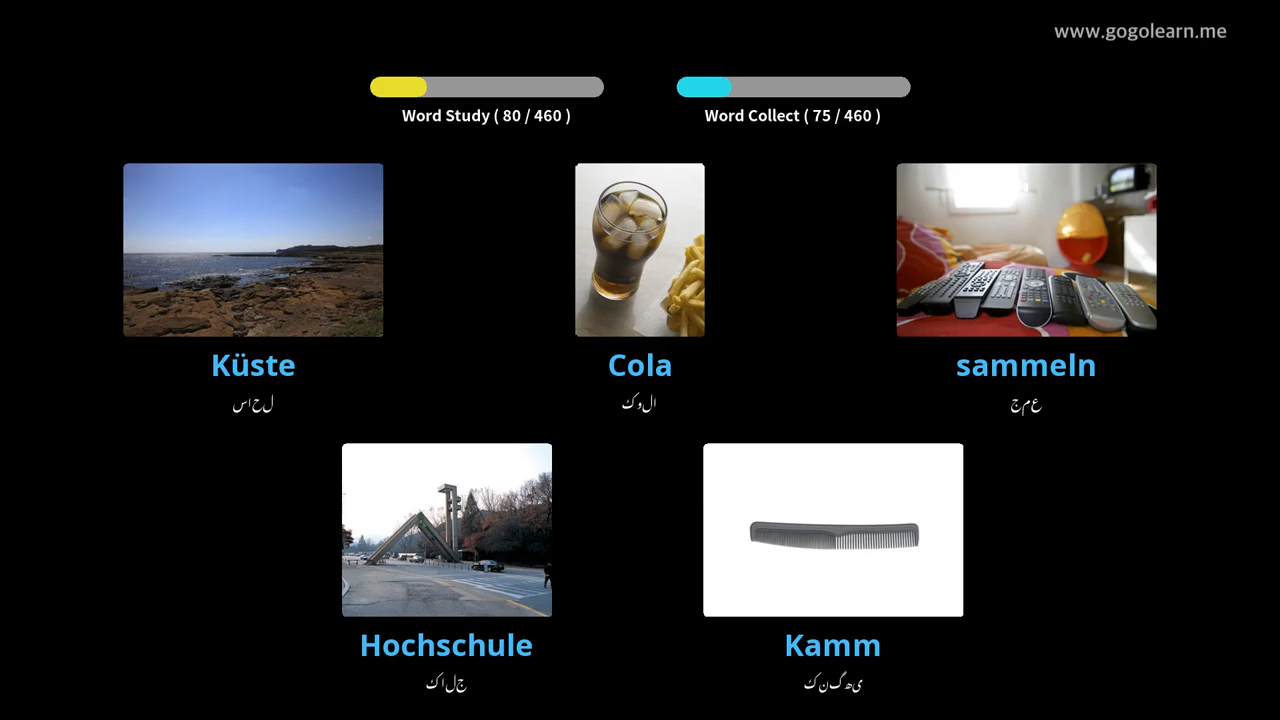 www.gogolearn.me
Word Study ( 80 / 460 )
Word Collect ( 75 / 460 )
Küste
ساحل
Cola
کولا
sammeln
جمع
Hochschule
کالج
Kamm
کنگھی